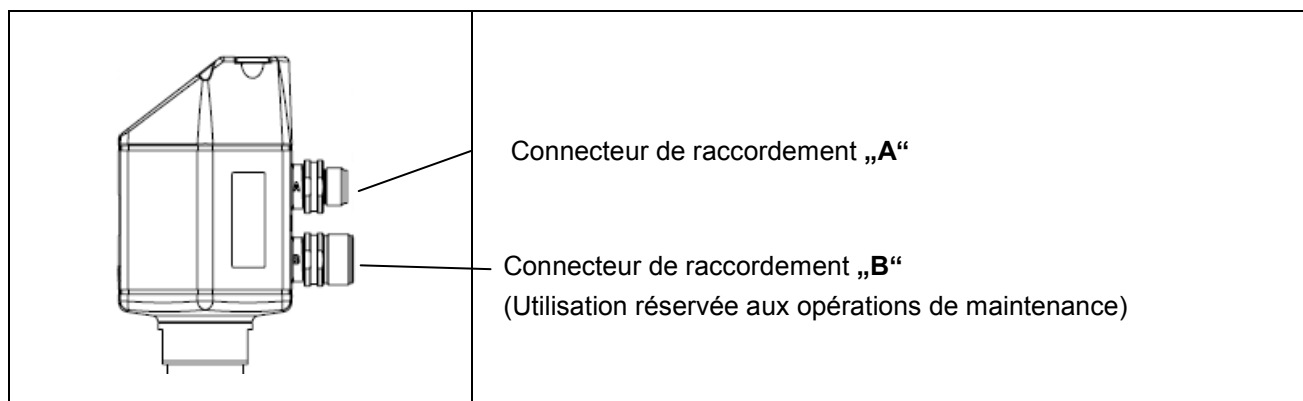 Connecteur de raccordement „A“
A
Connecteur de raccordement „B“
(Utilisation réservée aux opérations de maintenance)
B